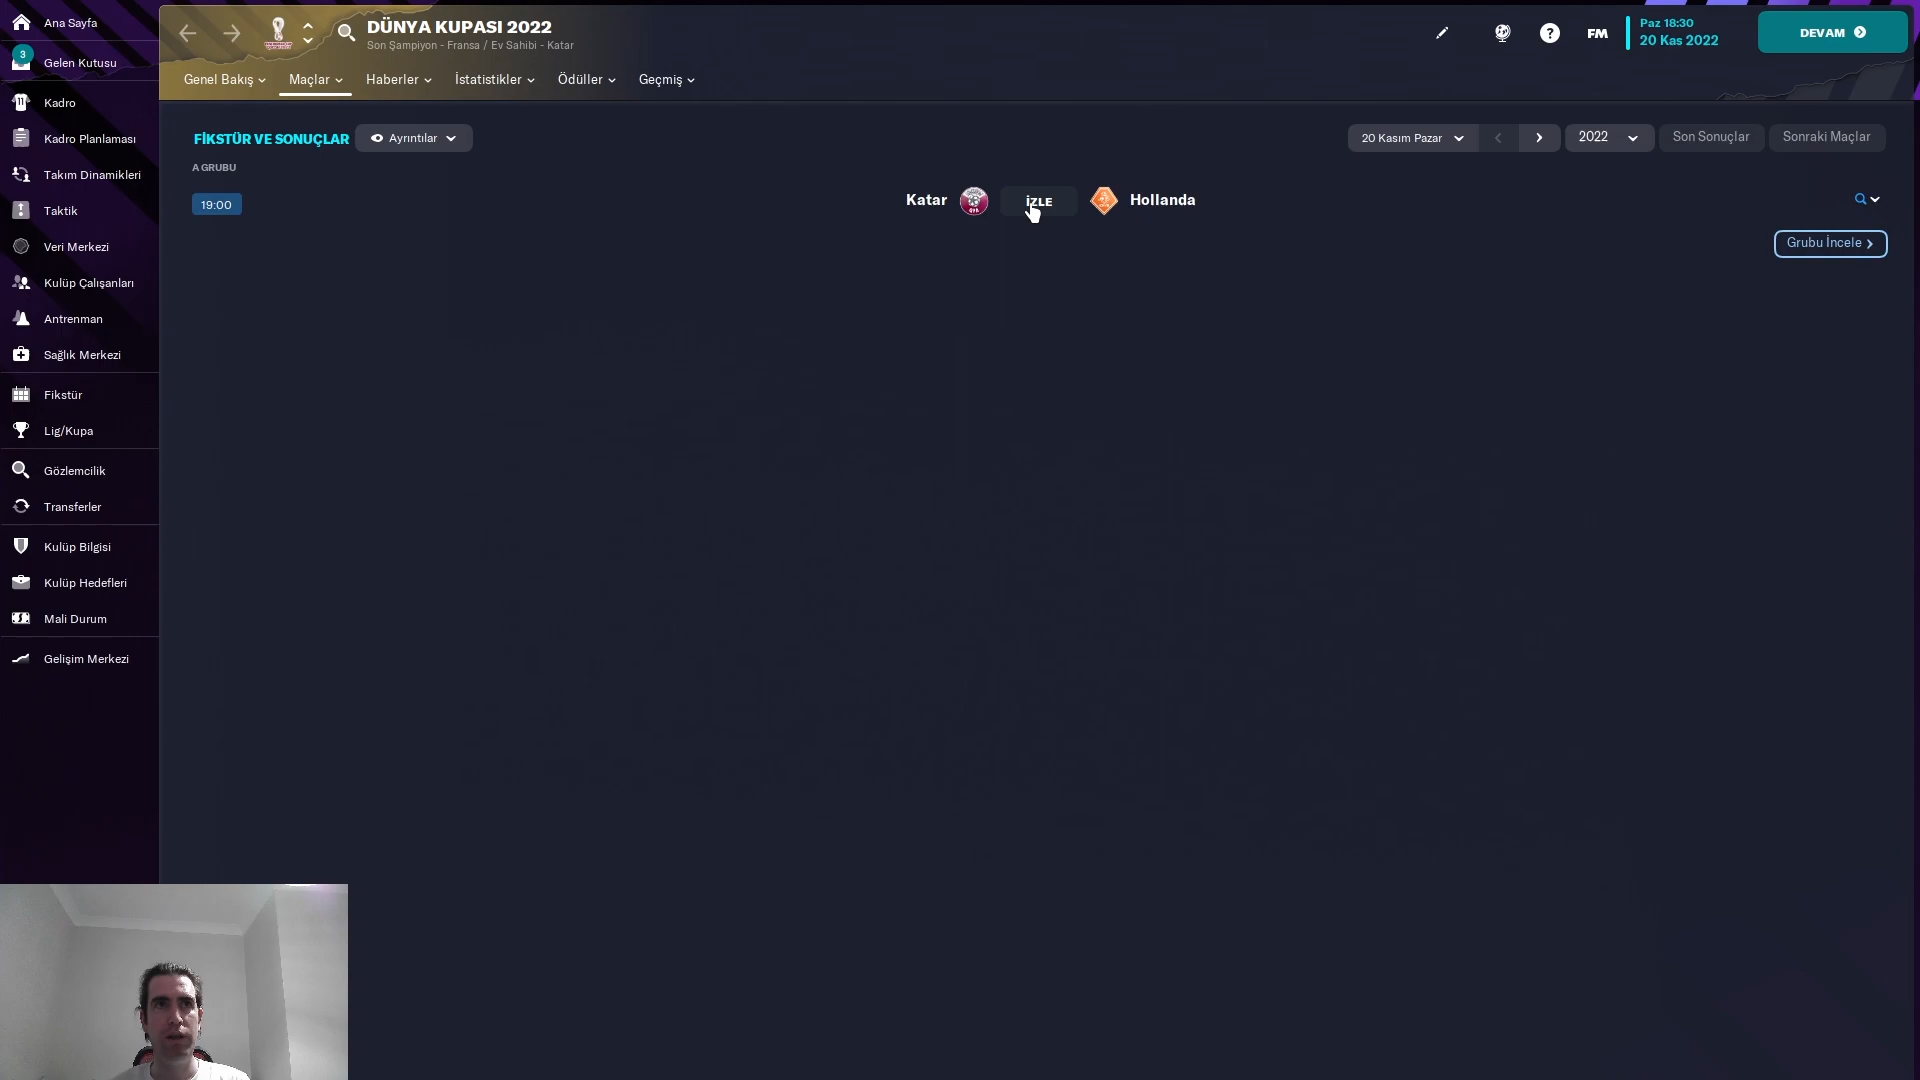 Ana Sayfa
3
Gelen Kutusu
Kadro
Kadro Planlaması
Takım Dinamikleri
Taktik
Veri Merkezi
Kulüp Çalışanları
Antrenman
Sağlık Merkezi
Fikstür
Lig/Kupa
Gözlemcilik
Transferler
Kulüp Bilgisi
Kulüp Hedefleri
Mali Durum
Gelişim Merkezi
DÜNYA KUPASI 2022
Son Şampiyon - Fransa / Ev Sahibi - Katar
? FM
Paz 18:30
20 Kas 2022
DEVAM
Genel Bakış Maçlar Haberler İstatistikler Ödüller Geçmiş
FİKSTÜR VE SONUÇLAR Ayrıntılar
20 Kasım Pazar 2022 Son Sonuçlar Sonraki Maçlar
A GRUBU
19:00 Katar İZLE Hollanda
Grubu İncele